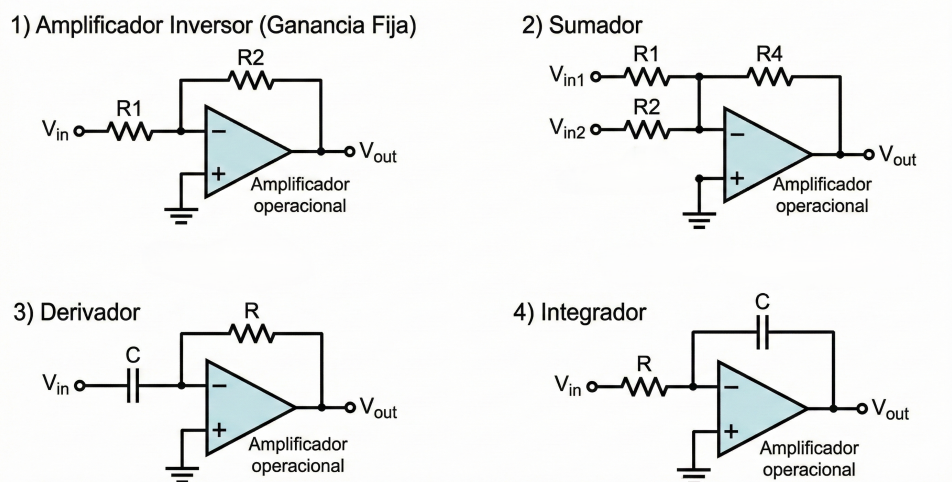 1) Amplificador Inversor (Ganancia Fija)
R2
R1
Vin
−
+
Vout
Amplificador
operacional
2) Sumador
R1
R4
Vin1
R2
Vin2
−
+
Vout
Amplificador
operacional
3) Derivador
R
C
Vin
−
+
Vout
Amplificador
operacional
4) Integrador
C
R
Vin
−
+
Vout
Amplificador
operacional